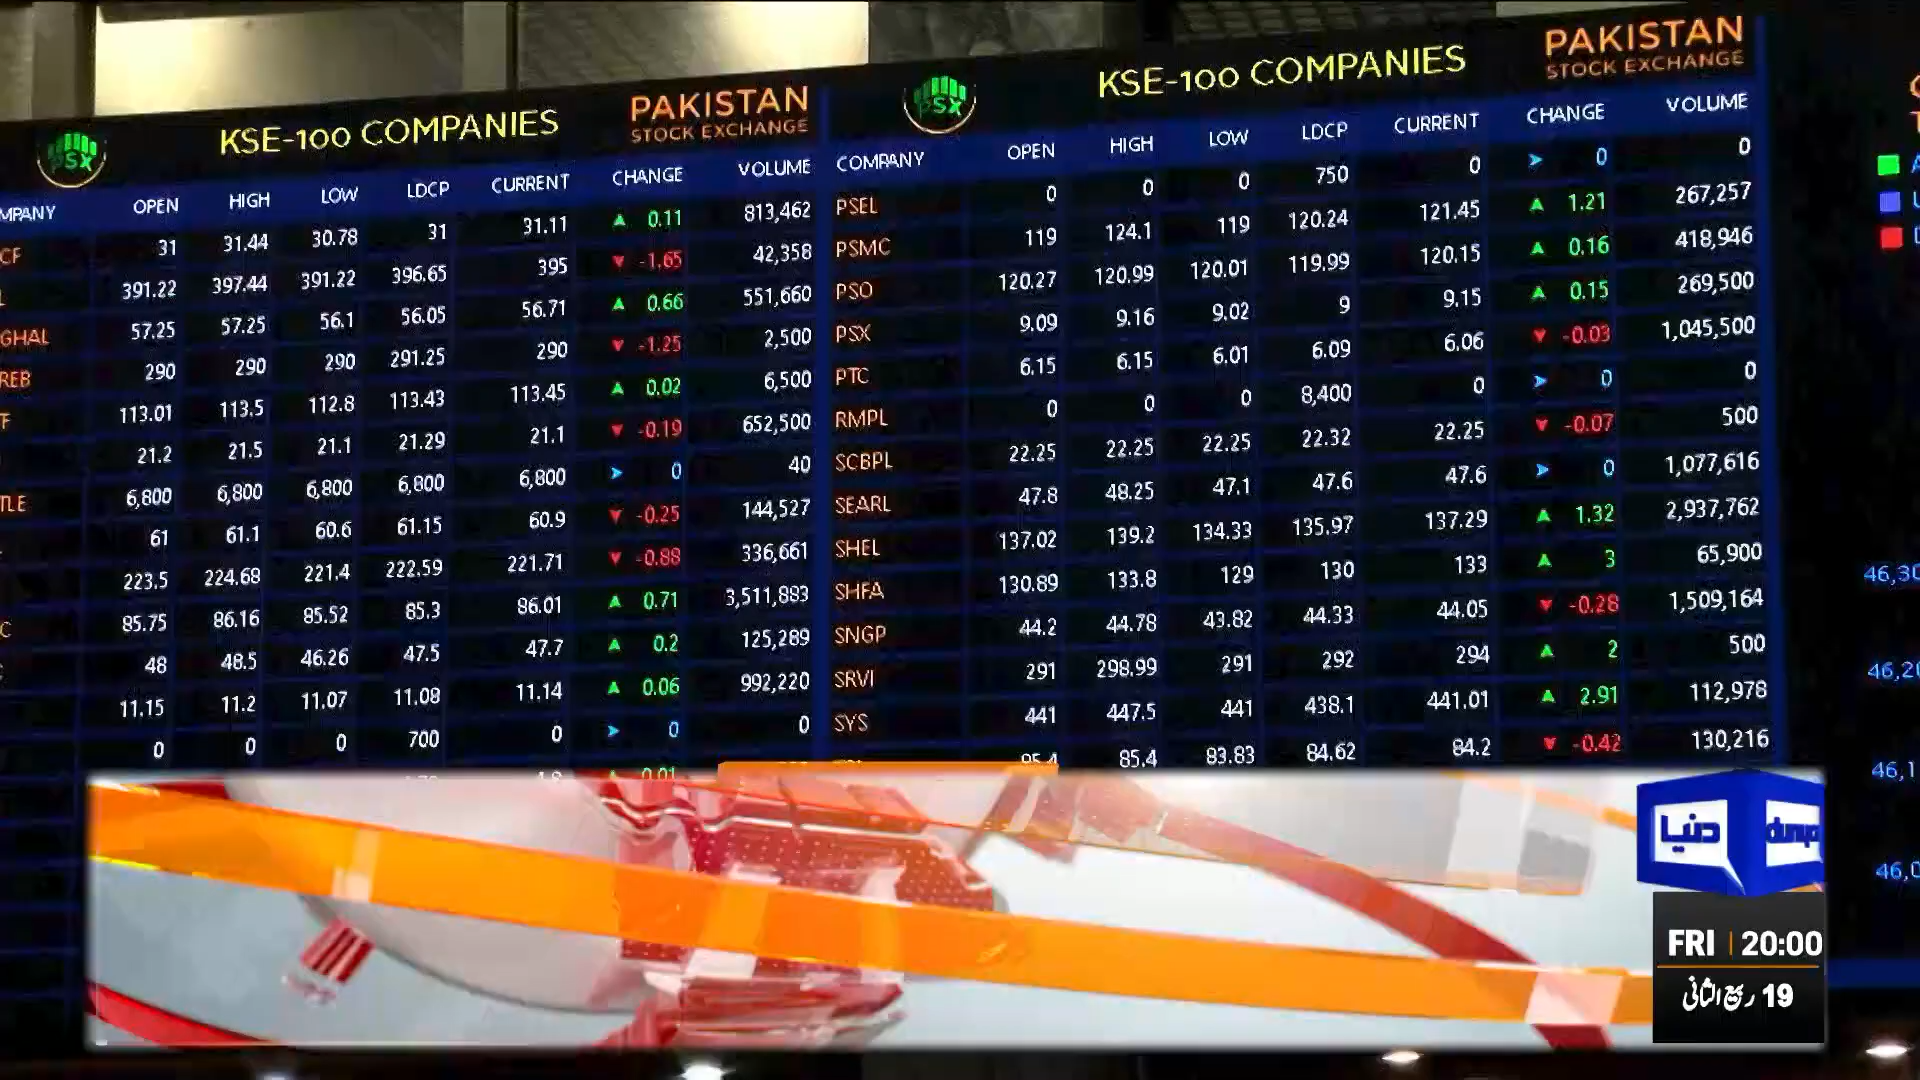 PSX KSE-100 COMPANIES PAKISTAN STOCK EXCHANGE
MPANY OPEN HIGH LOW LDCP CURRENT CHANGE VOLUME
CF 31 31.44 30.78 31 31.11 ▲ 0.11 813,462
391.22 397.44 391.22 396.65 395 ▼ -1.65 42,358
GHAL 57.25 57.25 56.1 56.05 56.71 ▲ 0.66 551,660
REB 290 290 290 291.25 290 ▼ -1.25 2,500
F 113.01 113.5 112.8 113.43 113.45 ▲ 0.02 6,500
21.2 21.5 21.1 21.29 21.1 ▼ -0.19 652,500
TLE 6,800 6,800 6,800 6,800 6,800 ➤ 0 40
61 61.1 60.6 61.15 60.9 ▼ -0.25 144,527
223.5 224.68 221.4 222.59 221.71 ▼ -0.88 336,661
C 85.75 86.16 85.52 85.3 86.01 ▲ 0.71 3,511,883
48 48.5 46.26 47.5 47.7 ▲ 0.2 125,289
11.15 11.2 11.07 11.08 11.14 ▲ 0.06 992,220
0 0 0 700 0 ➤ 0 0
PSX KSE-100 COMPANIES PAKISTAN STOCK EXCHANGE
COMPANY OPEN HIGH LOW LDCP CURRENT CHANGE VOLUME
PSEL 0 0 0 750 0 ➤ 0 0
PSMC 119 124.1 119 120.24 121.45 ▲ 1.21 267,257
PSO 120.27 120.99 120.01 119.99 120.15 ▲ 0.16 418,946
PSX 9.09 9.16 9.02 9 9.15 ▲ 0.15 269,500
PTC 6.15 6.15 6.01 6.09 6.06 ▼ -0.03 1,045,500
RMPL 0 0 0 8,400 0 ➤ 0 0
SCBPL 22.25 22.25 22.25 22.32 22.25 ▼ -0.07 500
SEARL 47.8 48.25 47.1 47.6 47.6 ➤ 0 1,077,616
SHEL 137.02 139.2 134.33 135.97 137.29 ▲ 1.32 2,937,762
SHFA 130.89 133.8 129 130 133 ▲ 3 65,900
SNGP 44.2 44.78 43.82 44.33 44.05 ▼ -0.28 1,509,164
SRVI 291 298.99 291 292 294 ▲ 2 500
SYS 441 447.5 441 438.1 441.01 ▲ 2.91 112,978
85.4 85.4 83.83 84.62 84.2 ▼ -0.42 130,216
دنیا dunya
FRI | 20:00
19 ربیع الثانی